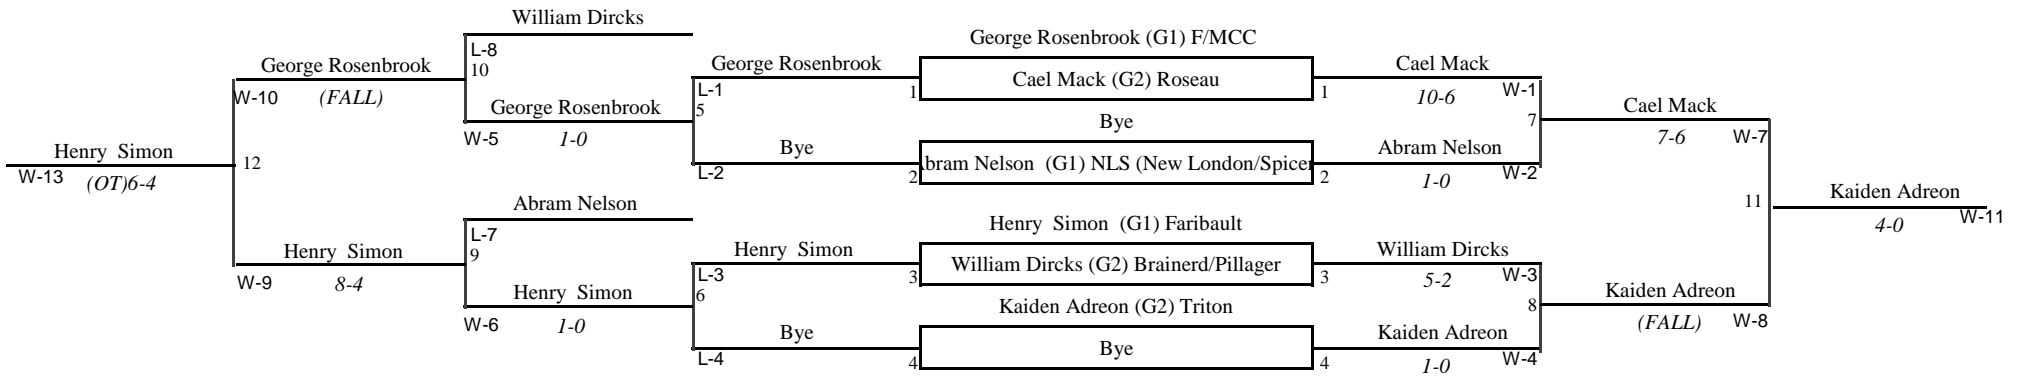 William Dircks
L-8
10
George Rosenbrook
W-10
(FALL)
George Rosenbrook
W-5
1-0
Henry Simon
W-13
(OT)6-4
12
Abram Nelson
L-7
9
Henry Simon
W-9
8-4
Henry Simon
W-6
1-0
George Rosenbrook
L-1
5
Bye
L-2
Henry Simon
L-3
6
Bye
L-4
George Rosenbrook (G1) F/MCC
1 Cael Mack (G2) Roseau 1
Bye
2 bram Nelson (G1) NLS (New London/Spicer 2
Henry Simon (G1) Faribault
3 William Dircks (G2) Brainerd/Pillager 3
Kaiden Adreon (G2) Triton
4 Bye 4
Cael Mack
10-6
W-1
7
Abram Nelson
1-0
W-2
William Dircks
5-2
W-3
8
Kaiden Adreon
1-0
W-4
Cael Mack
7-6
W-7
11
Kaiden Adreon
(FALL)
W-8
Kaiden Adreon
4-0
W-11